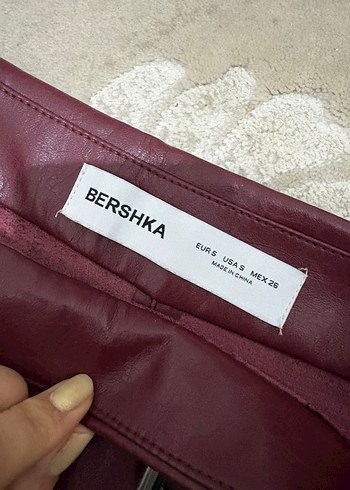 BERSHKA
EUR S USA S MEX 26
MADE IN CHINA